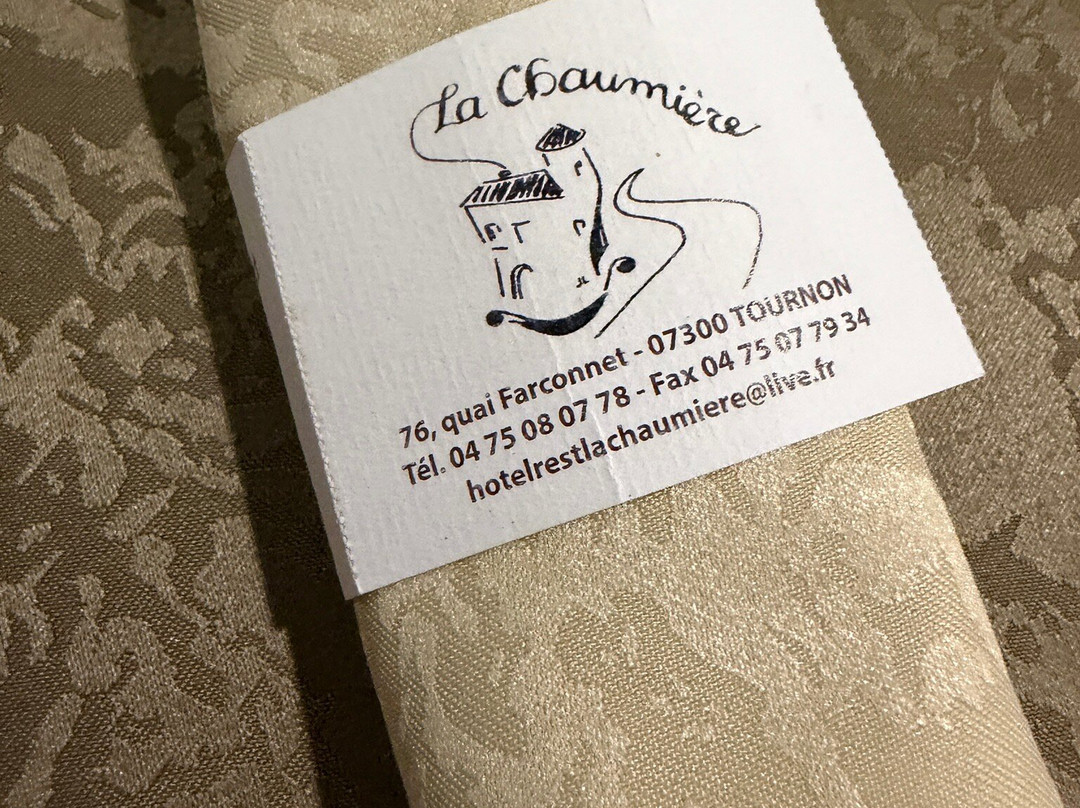 La Chaumière
76, quai Farconnet - 07300 TOURNON
Tél. 04 75 08 07 78 - Fax 04 75 07 79 34
hotelrestlachaumiere@live.fr